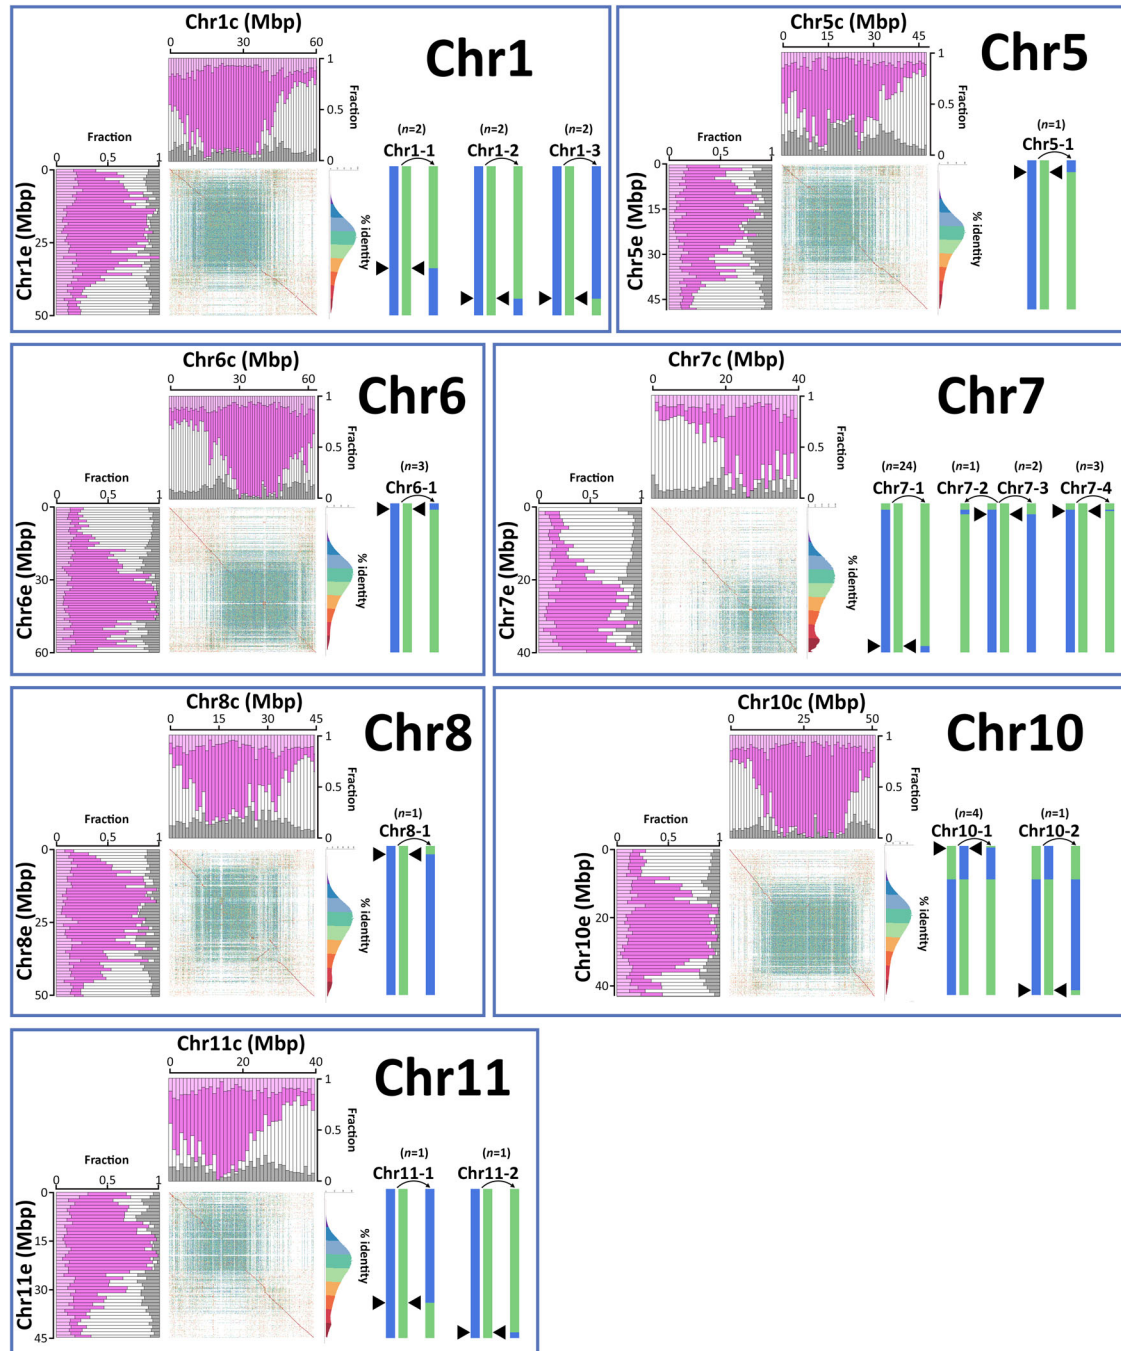 Chr1c (Mbp)
0 30 60
Chr1
1
0.5
0
Fraction
Fraction
0 0,5 1
Chr1e (Mbp)
0
25
50
% identity
(n=2) (n=2) (n=2)
Chr1-1 Chr1-2 Chr1-3
Chr5c (Mbp)
0 15 30 45
Chr5
1
0.5
0
Fraction
Fraction
0 0.5 1
Chr5e (Mbp)
0
15
30
45
% identity
(n=1)
Chr5-1
Chr6c (Mbp)
0 30 60
Chr6
1
0.5
0
Fraction
Fraction
0 0,5 1
Chr6e (Mbp)
0
30
60
% identity
(n=3)
Chr6-1
Chr7c (Mbp)
0 20 40
Chr7
1
0.5
0
Fraction
Fraction
0 0,5 1
Chr7e (Mbp)
0
20
40
% identity
(n=24) (n=1) (n=2) (n=3)
Chr7-1 Chr7-2 Chr7-3 Chr7-4
Chr8c (Mbp)
0 15 30 45
Chr8
1
0.5
0
Fraction
Fraction
0 0,5 1
Chr8e (Mbp)
0
25
50
% identity
(n=1)
Chr8-1
Chr10c (Mbp)
0 25 50
Chr10
1
0.5
0
Fraction
Fraction
0 0,5 1
Chr10e (Mbp)
0
20
40
% identity
(n=4) (n=1)
Chr10-1 Chr10-2
Chr11c (Mbp)
0 20 40
Chr11
1
0.5
0
Fraction
Fraction
0 0,5 1
Chr11e (Mbp)
0
15
30
45
% identity
(n=1) (n=1)
Chr11-1 Chr11-2